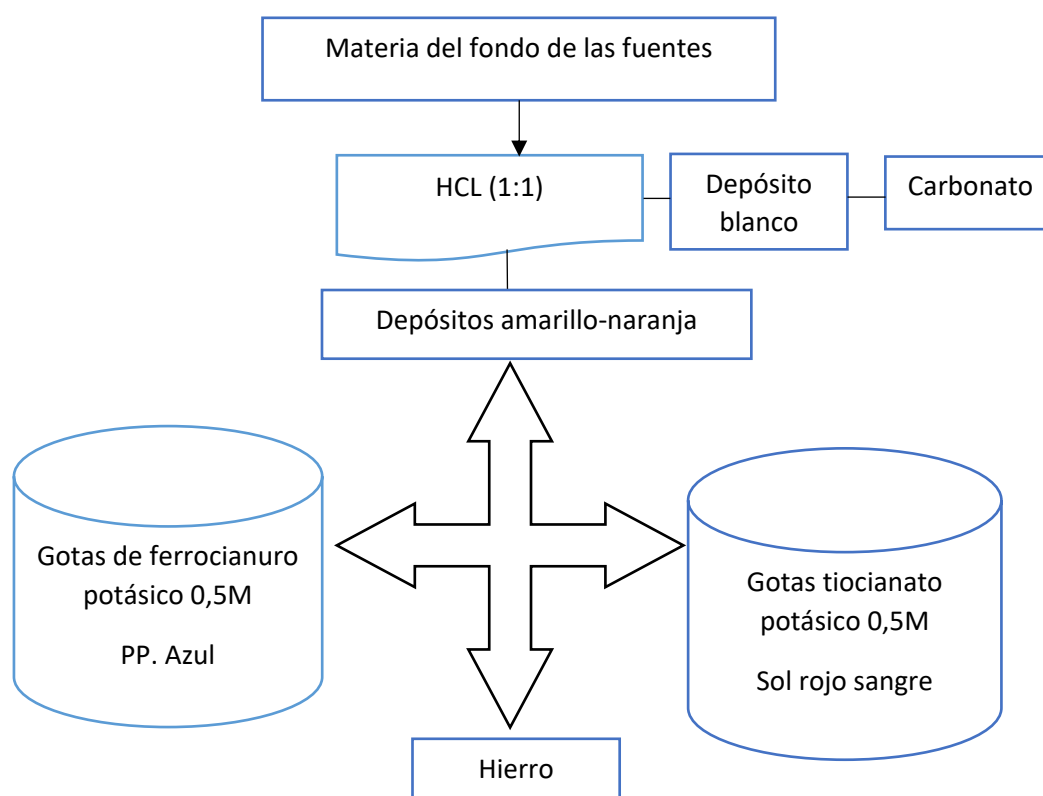 Materia del fondo de las fuentes
HCL (1:1)
Depósito
blanco
Carbonato
Depósitos amarillo-naranja
Gotas de ferrocianuro
potásico 0,5M
PP. Azul
Gotas tiocianato
potásico 0,5M
Sol rojo sangre
Hierro